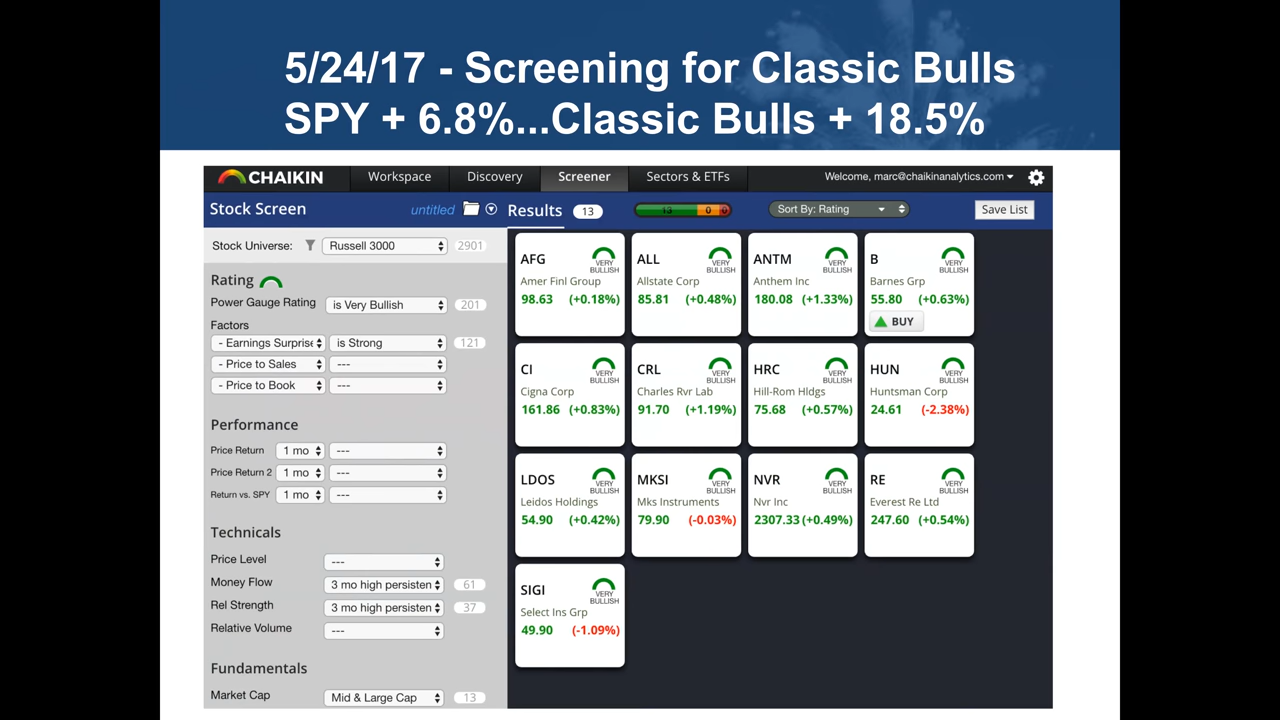 5/24/17 - Screening for Classic Bulls
SPY + 6.8%...Classic Bulls + 18.5%
CHAIKIN Workspace Discovery Screener Sectors & ETFs Welcome, marc@chaikinanalytics.com
Stock Screen untitled Results 13 13 0 0 Sort By: Rating Save List
Stock Universe: Russell 3000 2901
Rating
Power Gauge Rating is Very Bullish 201
Factors
- Earnings Surprise is Strong 121
- Price to Sales ---
- Price to Book ---
Performance
Price Return 1 mo ---
Price Return 2 1 mo ---
Return vs. SPY 1 mo ---
Technicals
Price Level ---
Money Flow 3 mo high persisten 61
Rel Strength 3 mo high persisten 37
Relative Volume ---
Fundamentals
Market Cap Mid & Large Cap 13
AFG VERY BULLISH
Amer Finl Group
98.63 (+0.18%)
ALL VERY BULLISH
Allstate Corp
85.81 (+0.48%)
ANTM VERY BULLISH
Anthem Inc
180.08 (+1.33%)
B VERY BULLISH
Barnes Grp
55.80 (+0.63%)
BUY
CI VERY BULLISH
Cigna Corp
161.86 (+0.83%)
CRL VERY BULLISH
Charles Rvr Lab
91.70 (+1.19%)
HRC VERY BULLISH
Hill-Rom Hldgs
75.68 (+0.57%)
HUN VERY BULLISH
Huntsman Corp
24.61 (-2.38%)
LDOS VERY BULLISH
Leidos Holdings
54.90 (+0.42%)
MKSI VERY BULLISH
Mks Instruments
79.90 (-0.03%)
NVR VERY BULLISH
Nvr Inc
2307.33 (+0.49%)
RE VERY BULLISH
Everest Re Ltd
247.60 (+0.54%)
SIGI VERY BULLISH
Select Ins Grp
49.90 (-1.09%)